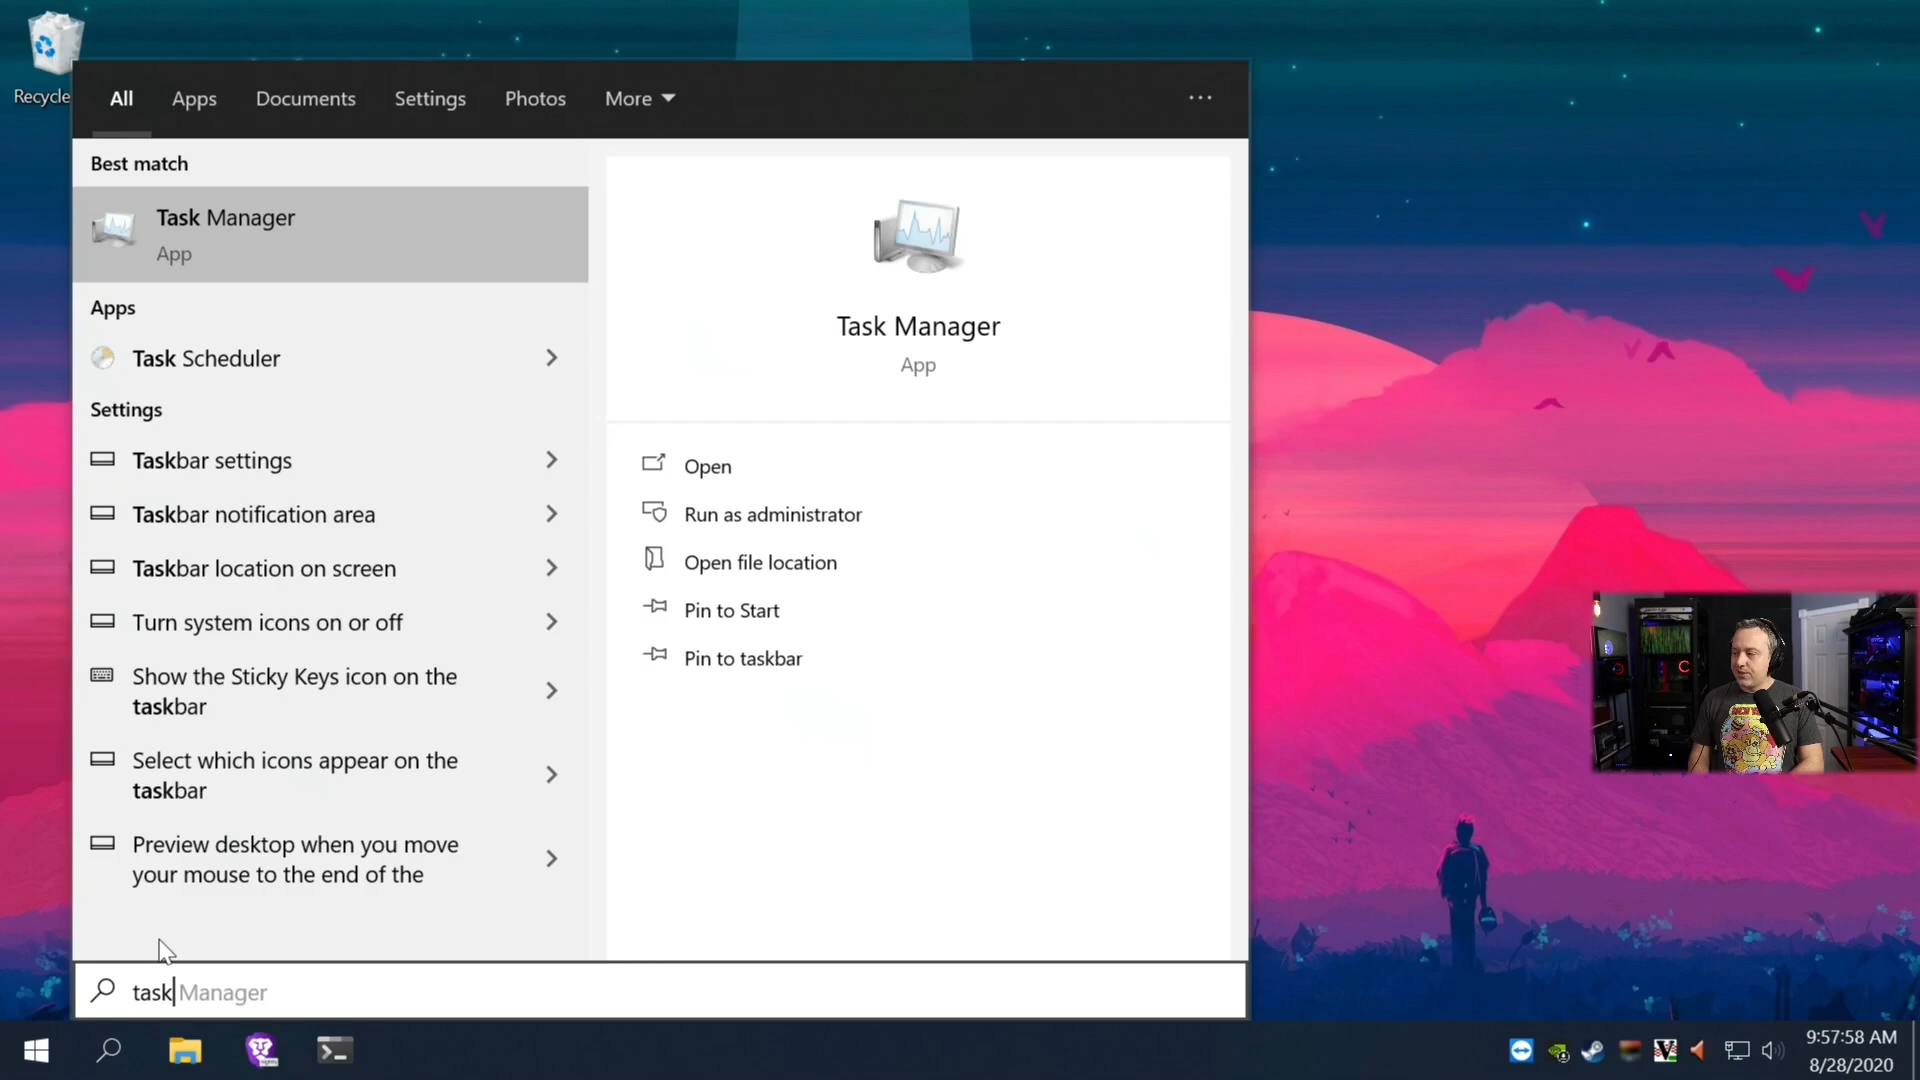 Recycle
All Apps Documents Settings Photos More ...
Best match
Task Manager
App
Apps
Task Scheduler
Settings
Taskbar settings
Taskbar notification area
Taskbar location on screen
Turn system icons on or off
Show the Sticky Keys icon on the
taskbar
Select which icons appear on the
taskbar
Preview desktop when you move
your mouse to the end of the
Task Manager
App
Open
Run as administrator
Open file location
Pin to Start
Pin to taskbar
task Manager
9:57:58 AM
8/28/2020